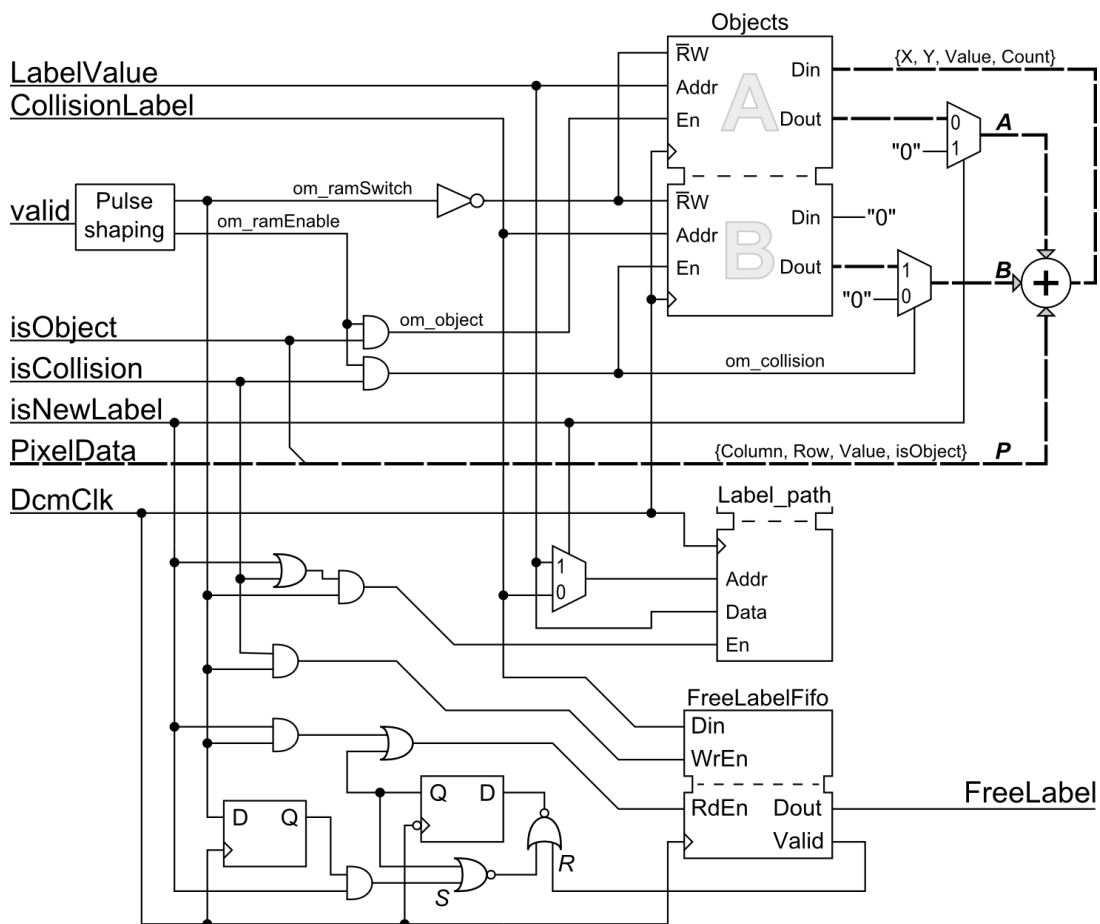 Objects
LabelValue
CollisionLabel
R̅W
Addr
En
A
Din
Dout
{X, Y, Value, Count}
0
1
"0"
A
valid
Pulse
shaping
om_ramSwitch
om_ramEnable
R̅W
Addr
En
B
Din
"0"
Dout
1
0
"0"
B
+
isObject
om_object
isCollision
om_collision
isNewLabel
PixelData
{Column, Row, Value, isObject}
P
DcmClk
Label_path
1
0
Addr
Data
En
FreeLabelFifo
Din
WrEn
RdEn
Dout
Valid
FreeLabel
D
Q
Q
D
S
R